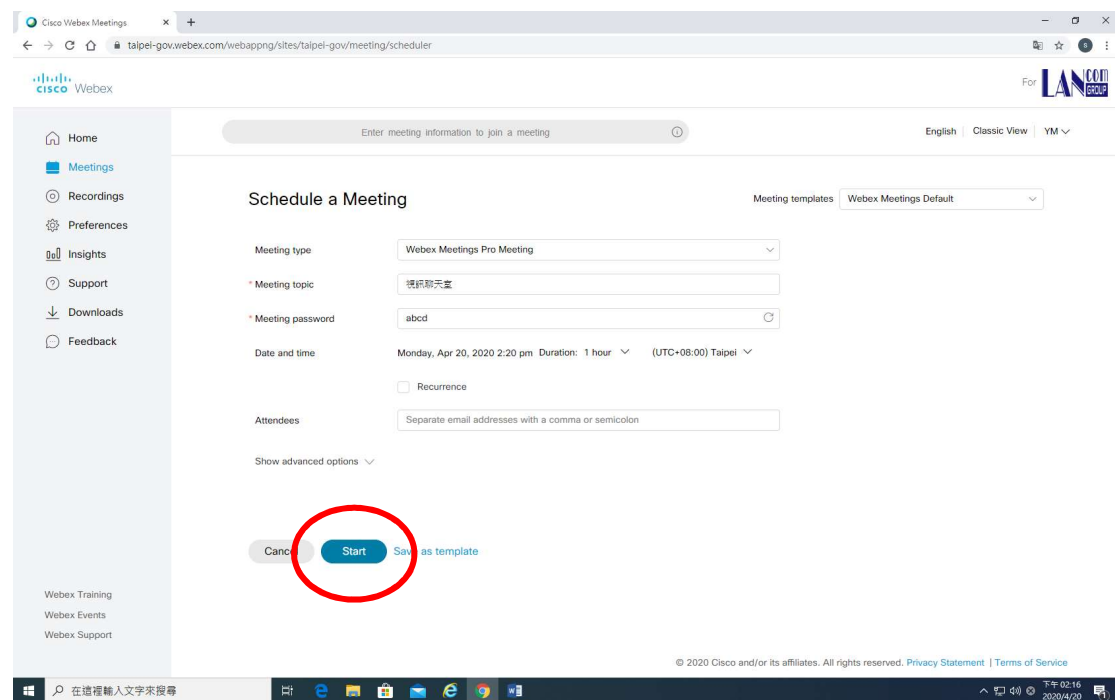 Cisco Webex Meetings
taipei-gov.webex.com/webappng/sites/taipei-gov/meeting/scheduler
CISCO Webex
For LANCOM GROUP
Enter meeting information to join a meeting
English Classic View YM
Home
Meetings
Recordings
Preferences
Insights
Support
Downloads
Feedback
Schedule a Meeting
Meeting templates Webex Meetings Default
Meeting type Webex Meetings Pro Meeting
* Meeting topic 視訊聊天室
* Meeting password abcd
Date and time Monday, Apr 20, 2020 2:20 pm Duration: 1 hour (UTC+08:00) Taipei
Recurrence
Attendees Separate email addresses with a comma or semicolon
Show advanced options
Start
as template
Webex Training
Webex Events
Webex Support
© 2020 Cisco and/or its affiliates. All rights reserved. Privacy Statement | Terms of Service
在這裡輸入文字來搜尋
下午 02:16
2020/4/20